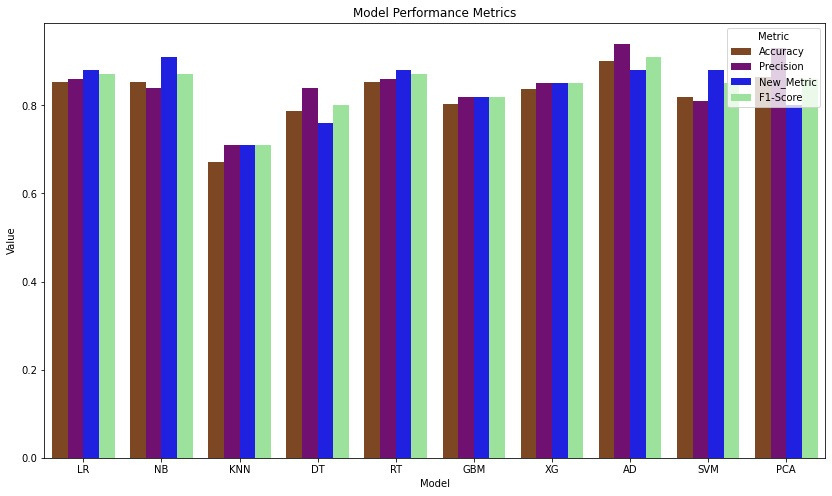 Model Performance Metrics
Metric
Accuracy
Precision
New_Metric
F1-Score
Value
0.8
0.6
0.4
0.2
0.0
LR NB KNN DT RT GBM XG AD SVM PCA
Model